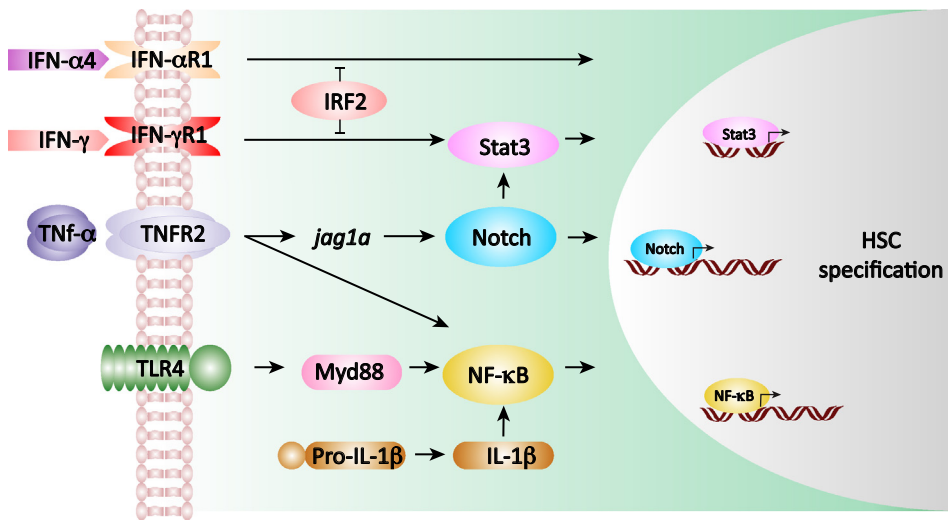 IFN-α4
IFN-αR1
IRF2
IFN-γ
IFN-γR1
Stat3
Stat3
TNf-α
TNFR2
jag1a
Notch
Notch
HSC
specification
TLR4
Myd88
NF-κB
NF-κB
Pro-IL-1β
IL-1β